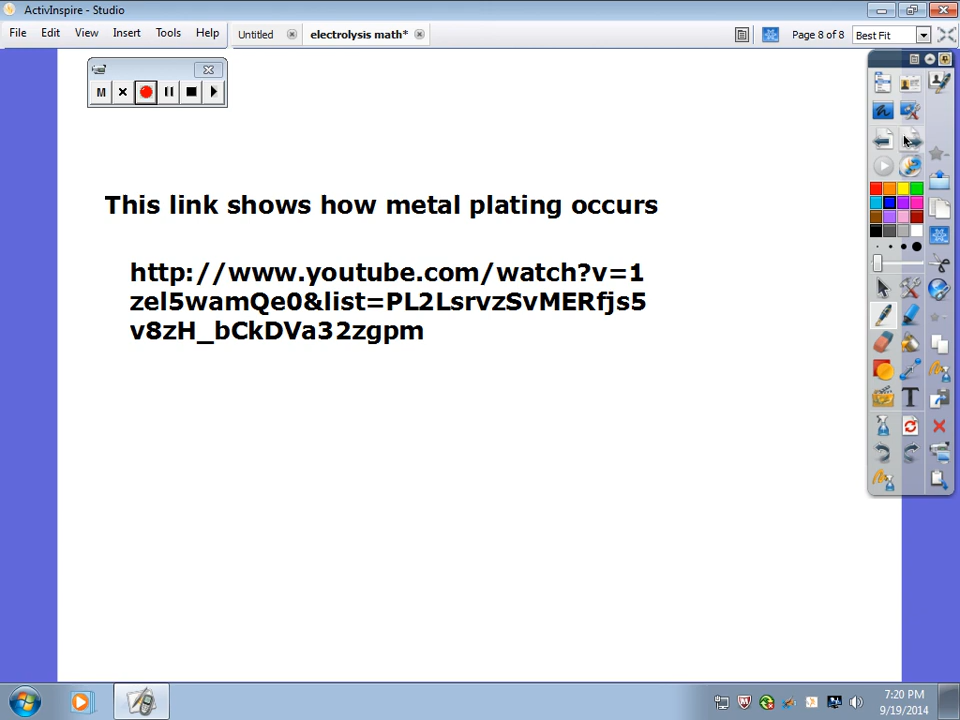 ActivInspire - Studio
File Edit View Insert Tools Help Untitled electrolysis math* Page 8 of 8 Best Fit
M
This link shows how metal plating occurs
http://www.youtube.com/watch?v=1
zel5wamQe0&list=PL2LsrvzSvMERfjs5
v8zH_bCkDVa32zgpm
T
7:20 PM
9/19/2014